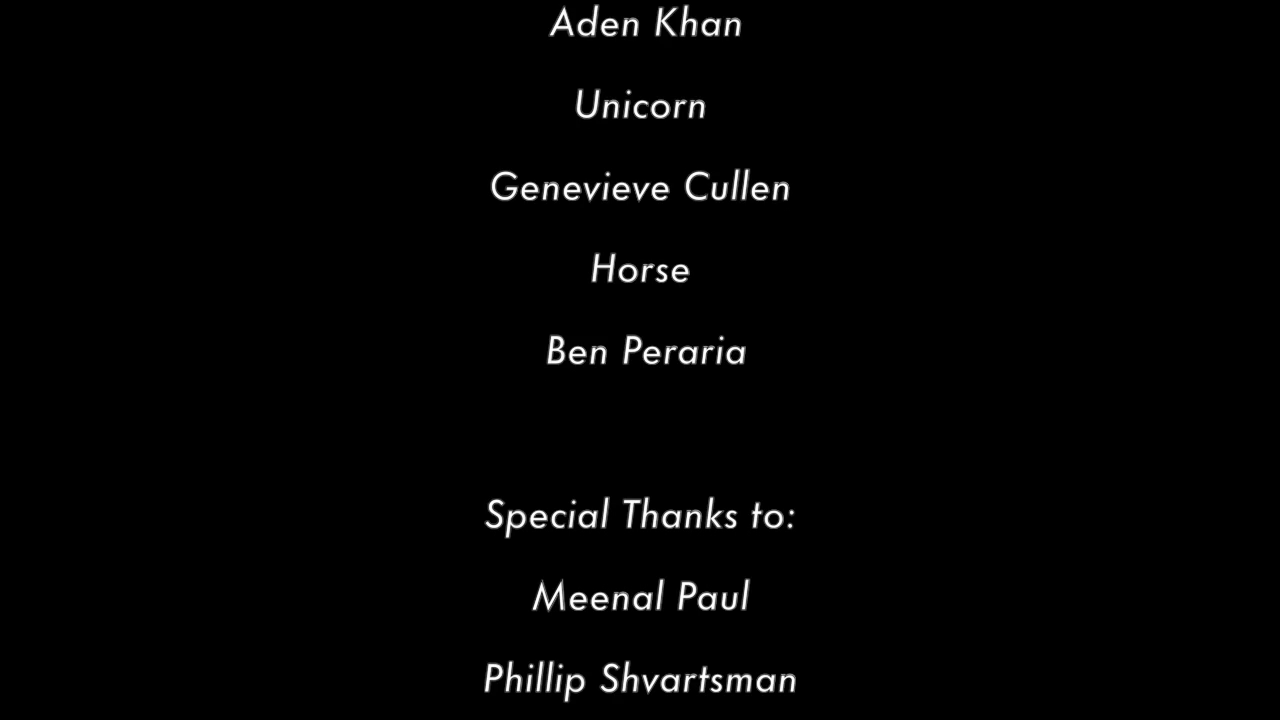 Aden Khan
Unicorn
Genevieve Cullen
Horse
Ben Peraria
Special Thanks to:
Meenal Paul
Phillip Shvartsman